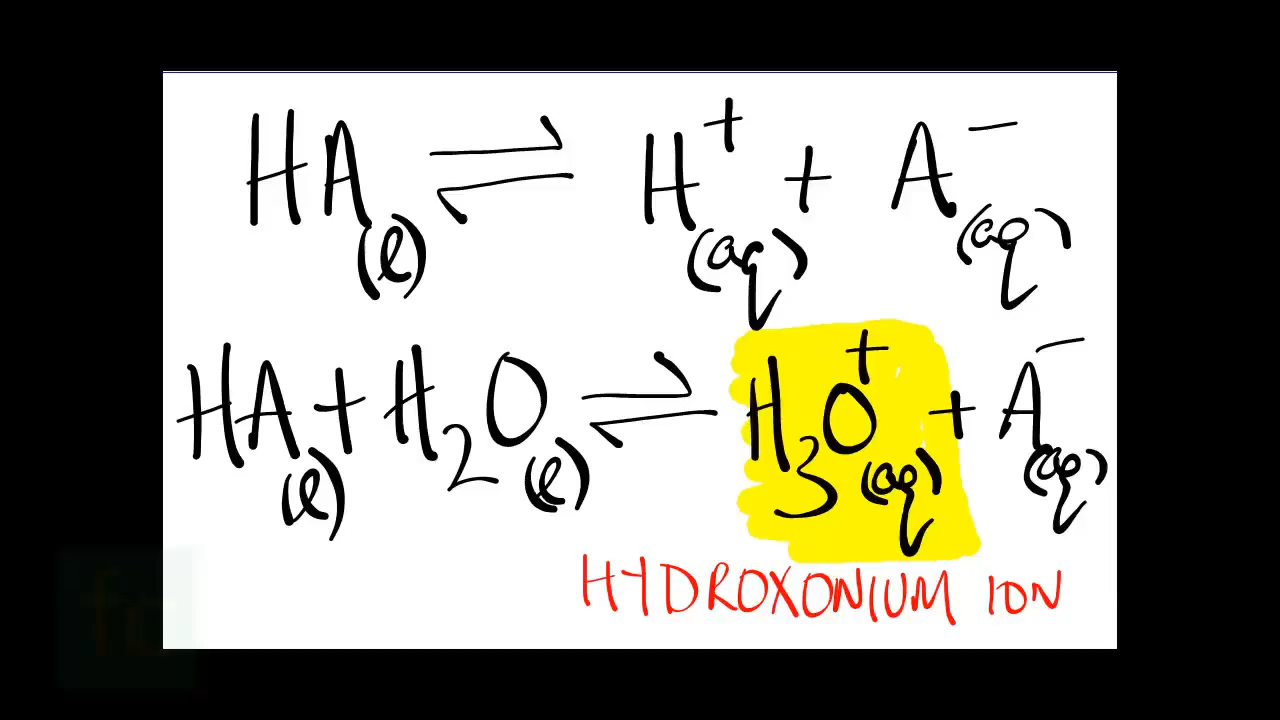 HA(l) ⇌ H⁺(aq) + A⁻(aq)
HA(l) + H₂O(l) ⇌ H₃O⁺(aq) + A⁻(aq)
HYDROXONIUM ION